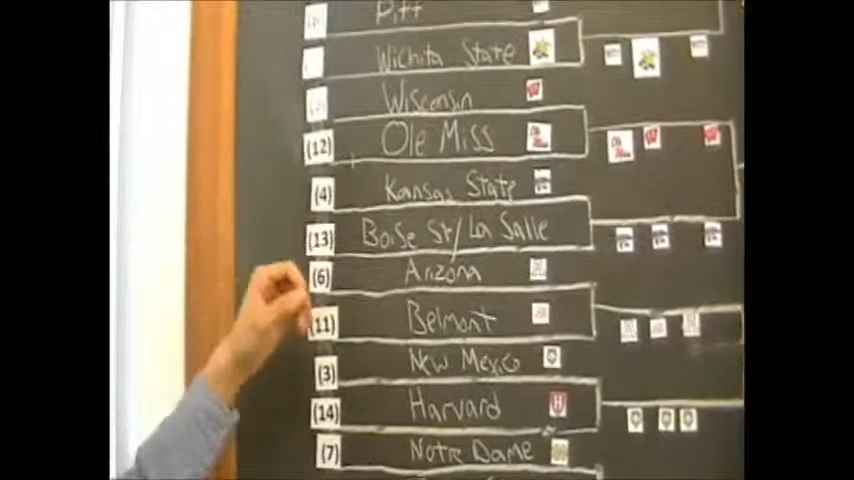 Pitt
Wichita State
Wisconsin
(12) Ole Miss
(4) Kansas State
(13) Boise St/La Salle
(6) Arizona
(11) Belmont
(3) New Mexico
(14) Harvard H
(7) Notre Dame